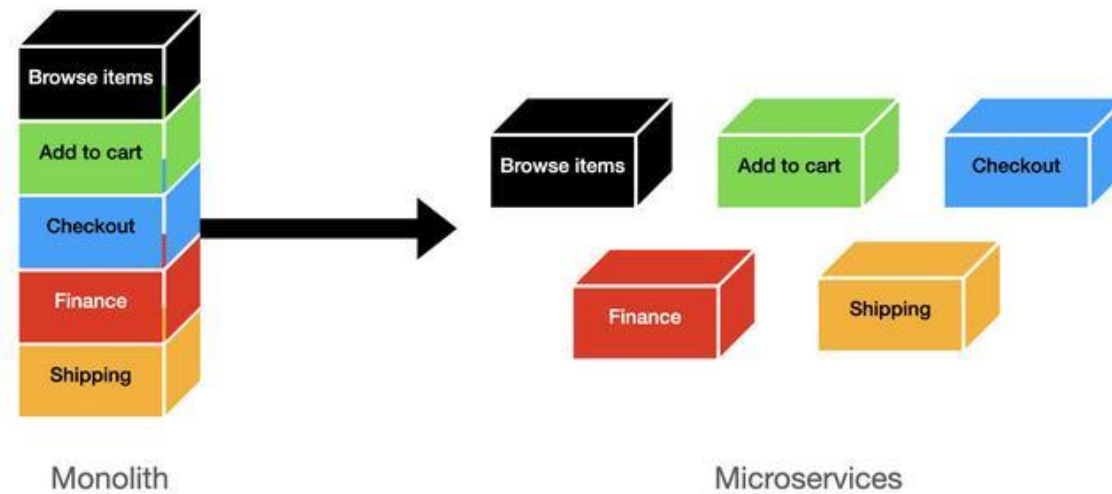 Browse items
Add to cart
Checkout
Finance
Shipping
Monolith
Browse items
Add to cart
Checkout
Finance
Shipping
Microservices